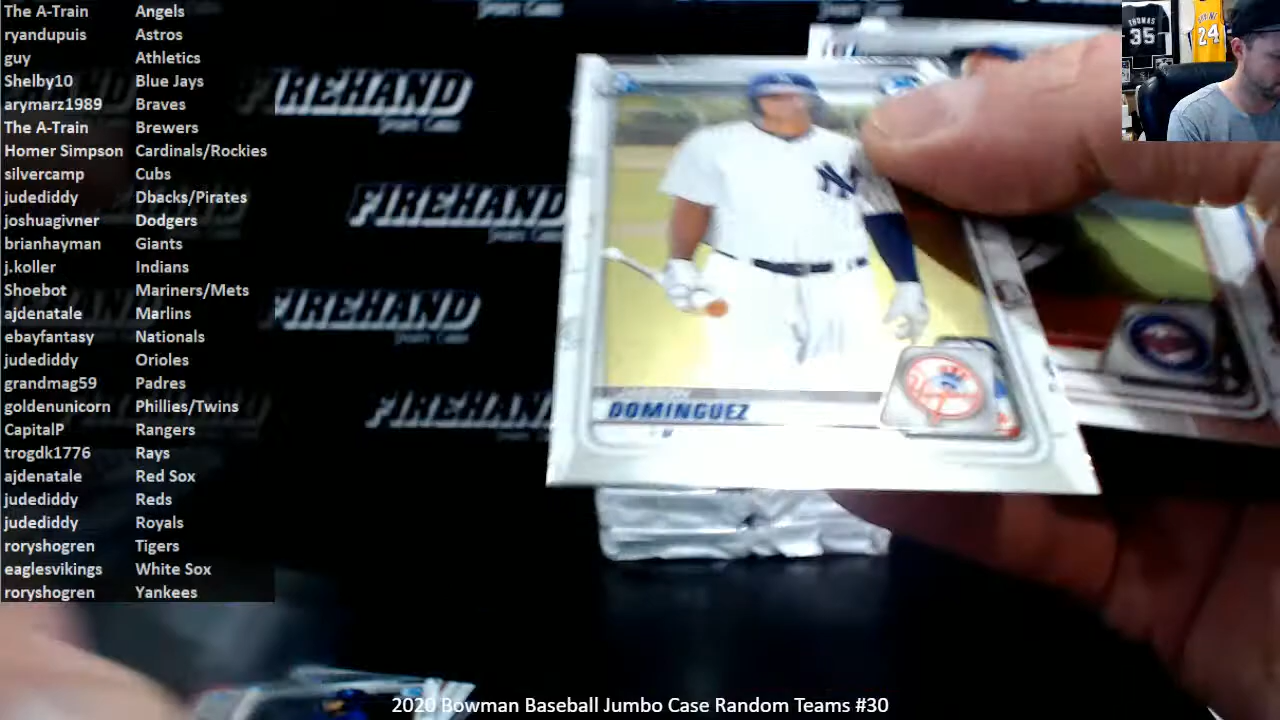 The A-Train Angels
ryandupuis Astros
guy Athletics
Shelby10 Blue Jays
arymarz1989 Braves
The A-Train Brewers
Homer Simpson Cardinals/Rockies
silvercamp Cubs
judediddy Dbacks/Pirates
joshuagivner Dodgers
brianhayman Giants
j.koller Indians
Shoebot Mariners/Mets
ajdenatale Marlins
ebayfantasy Nationals
judediddy Orioles
grandmag59 Padres
goldenunicorn Phillies/Twins
CapitalP Rangers
trogdk1776 Rays
ajdenatale Red Sox
judediddy Reds
judediddy Royals
roryshogren Tigers
eaglesvikings White Sox
roryshogren Yankees
FIREHAND
FIREHAND
FIREHAND
FIREHAND
NY
DOMINGUEZ
THOMAS
35
24
2020 Bowman Baseball Jumbo Case Random Teams #30